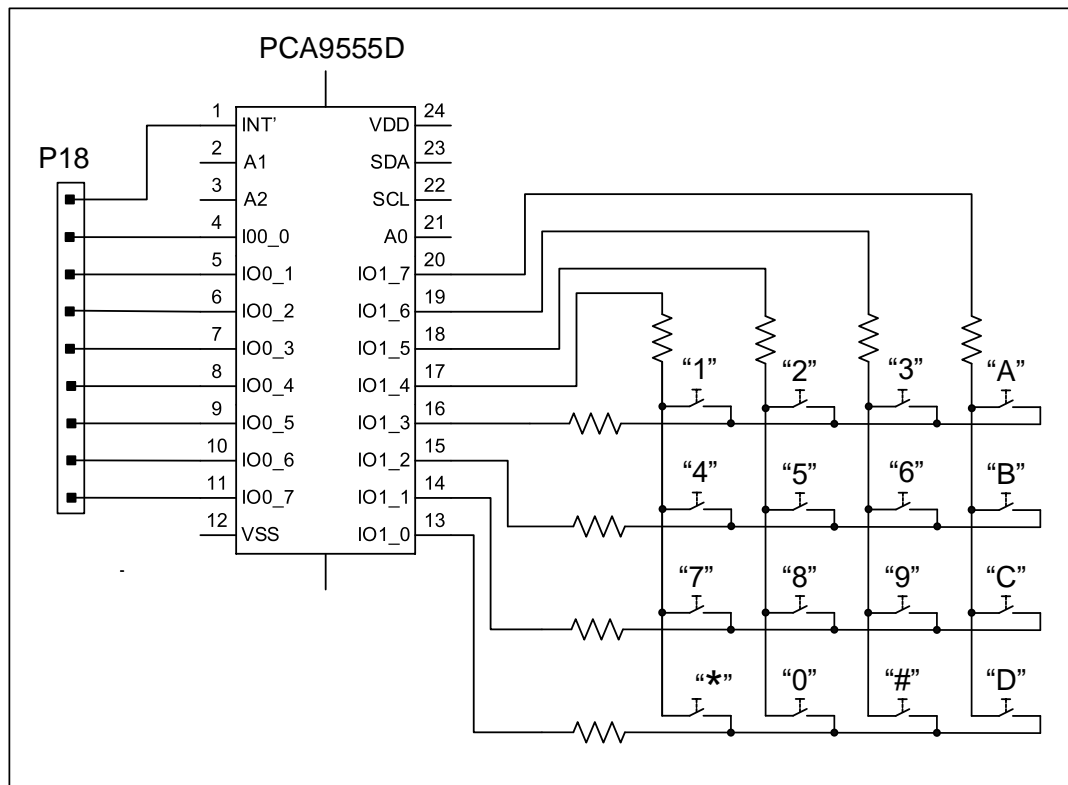 PCA9555D
P18
1 INT’ VDD 24
2 A1 SDA 23
3 A2 SCL 22
4 I00_0 A0 21
5 IO0_1 IO1_7 20
6 IO0_2 IO1_6 19
7 IO0_3 IO1_5 18
8 IO0_4 IO1_4 17
9 IO0_5 IO1_3 16
10 IO0_6 IO1_2 15
11 IO0_7 IO1_1 14
12 VSS IO1_0 13
“1” “2” “3” “A”
“4” “5” “6” “B”
“7” “8” “9” “C”
“*” “0” “#” “D”
-